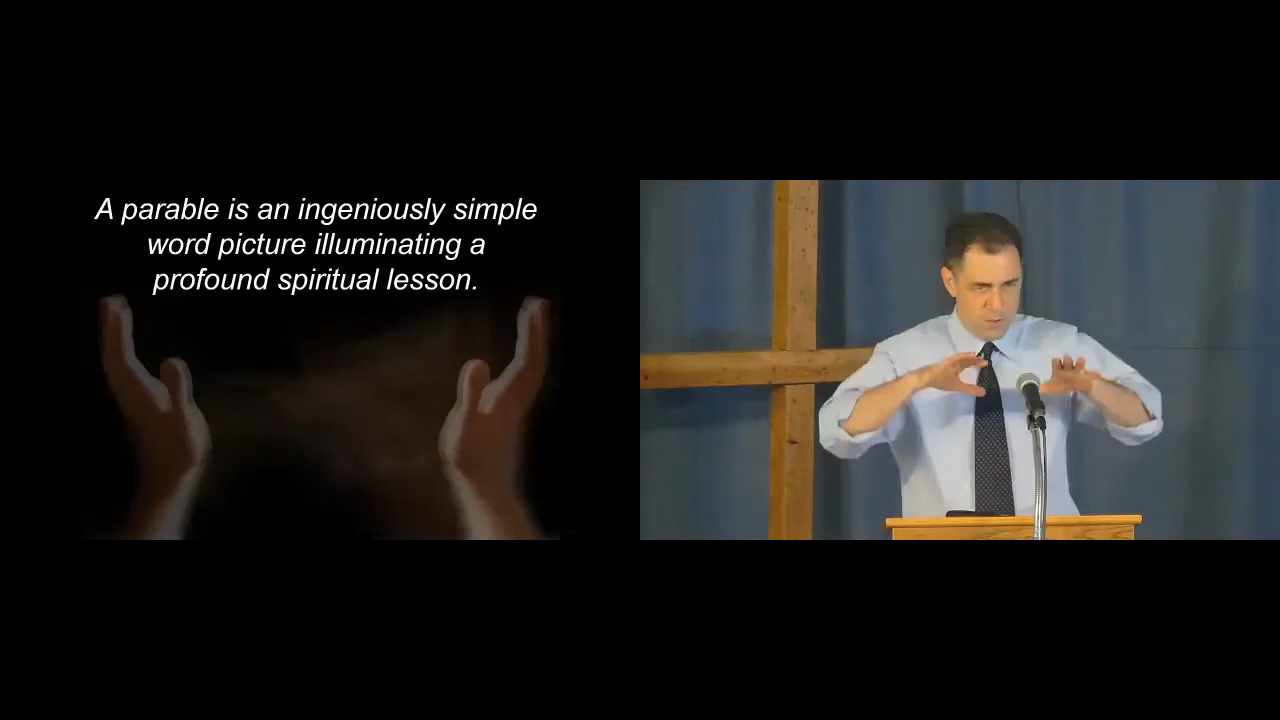 A parable is an ingeniously simple
word picture illuminating a
profound spiritual lesson.